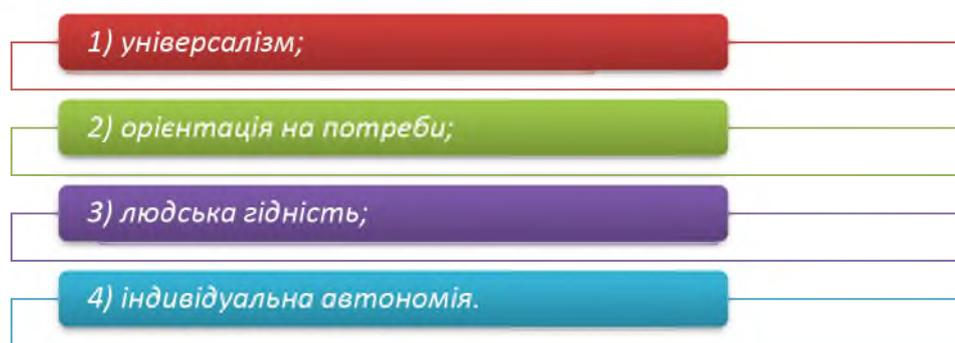 1) універсалізм;
2) орієнтація на потреби;
3) людська гідність;
4) індивідуальна автономія.